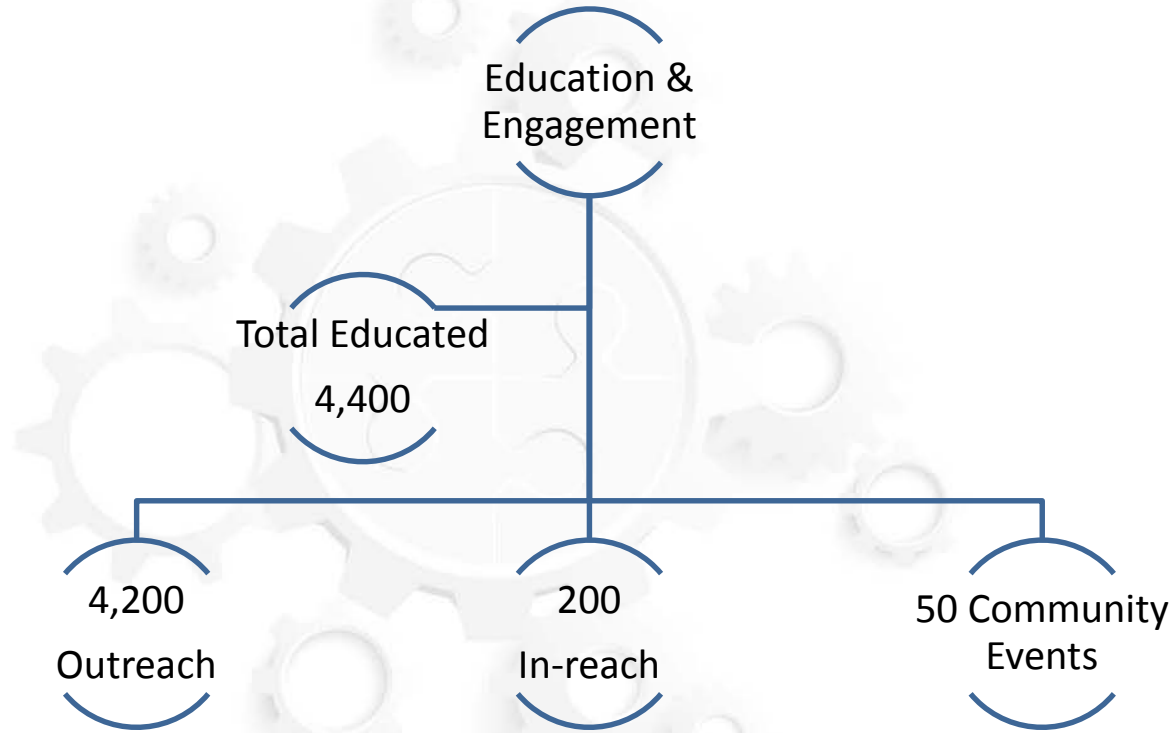 Education &
Engagement
Total Educated
4,400
4,200
Outreach
200
In-reach
50 Community
Events